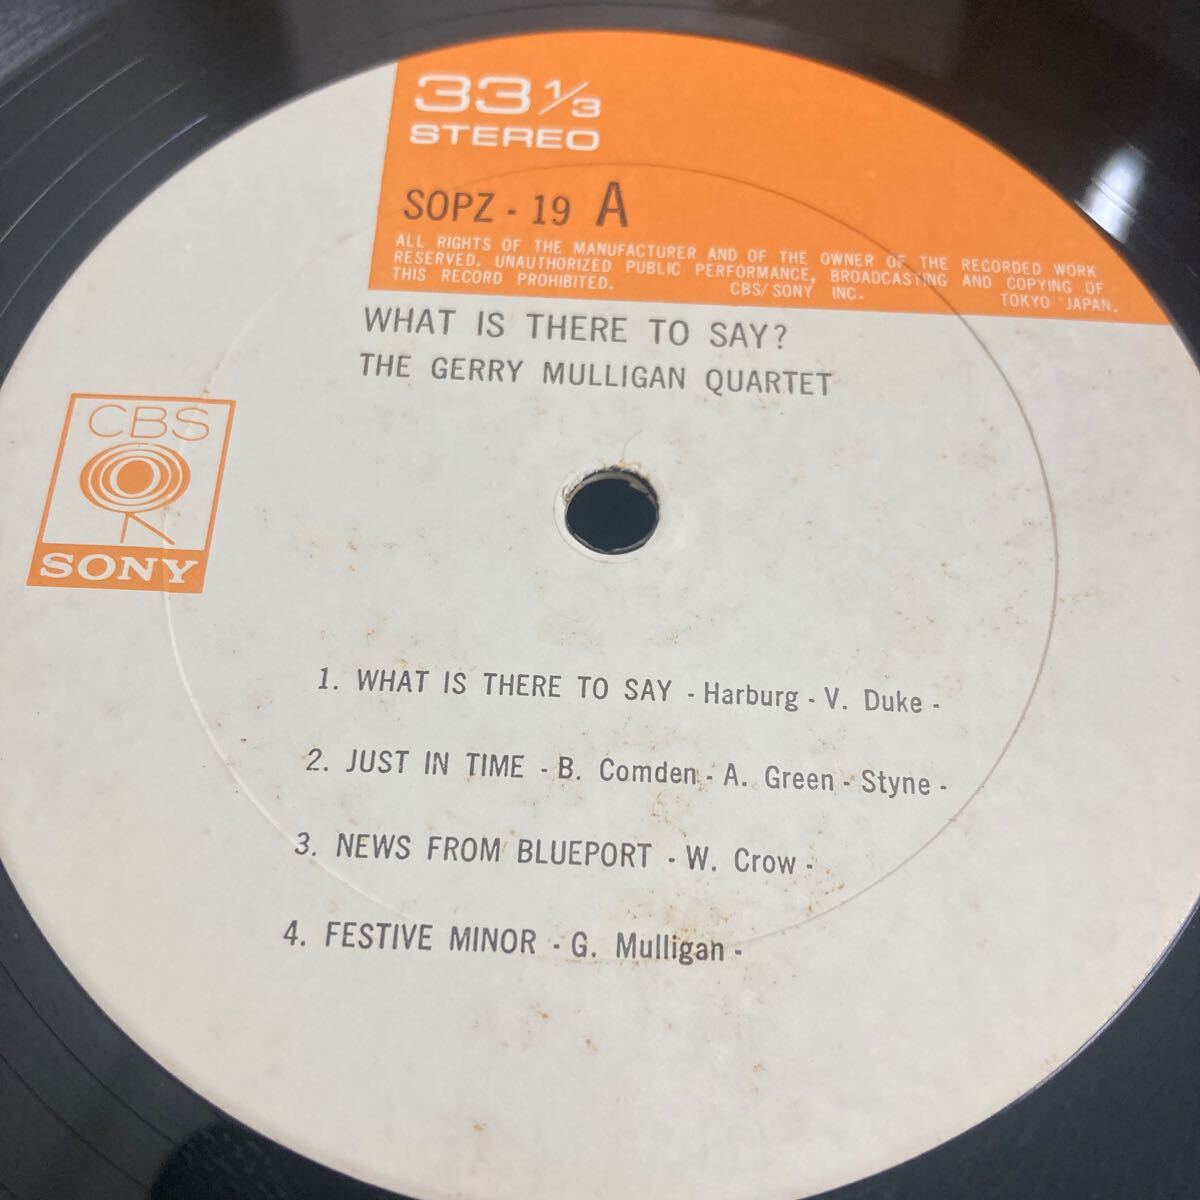 33 1/3
STEREO
SOPZ - 19 A
ALL RIGHTS OF THE MANUFACTURER AND OF THE OWNER OF THE RECORDED WORK
RESERVED. UNAUTHORIZED PUBLIC PERFORMANCE, BROADCASTING AND COPYING OF
THIS RECORD PROHIBITED. CBS/SONY INC. TOKYO JAPAN.
WHAT IS THERE TO SAY?
THE GERRY MULLIGAN QUARTET
CBS
SONY
1. WHAT IS THERE TO SAY - Harburg - V. Duke -
2. JUST IN TIME - B. Comden - A. Green - Styne -
3. NEWS FROM BLUEPORT - W. Crow -
4. FESTIVE MINOR - G. Mulligan -